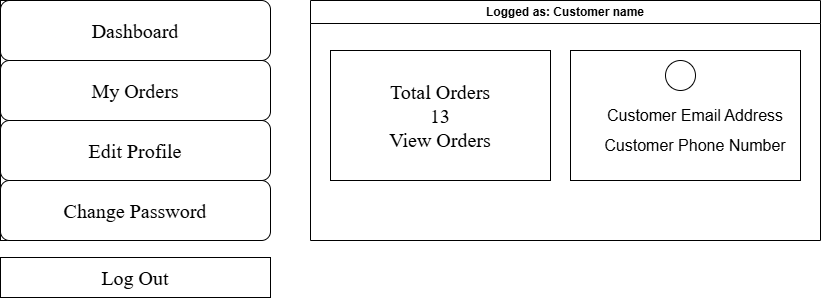 Dashboard
My Orders
Edit Profile
Change Password
Log Out
Logged as: Customer name
Total Orders
13
View Orders
Customer Email Address
Customer Phone Number